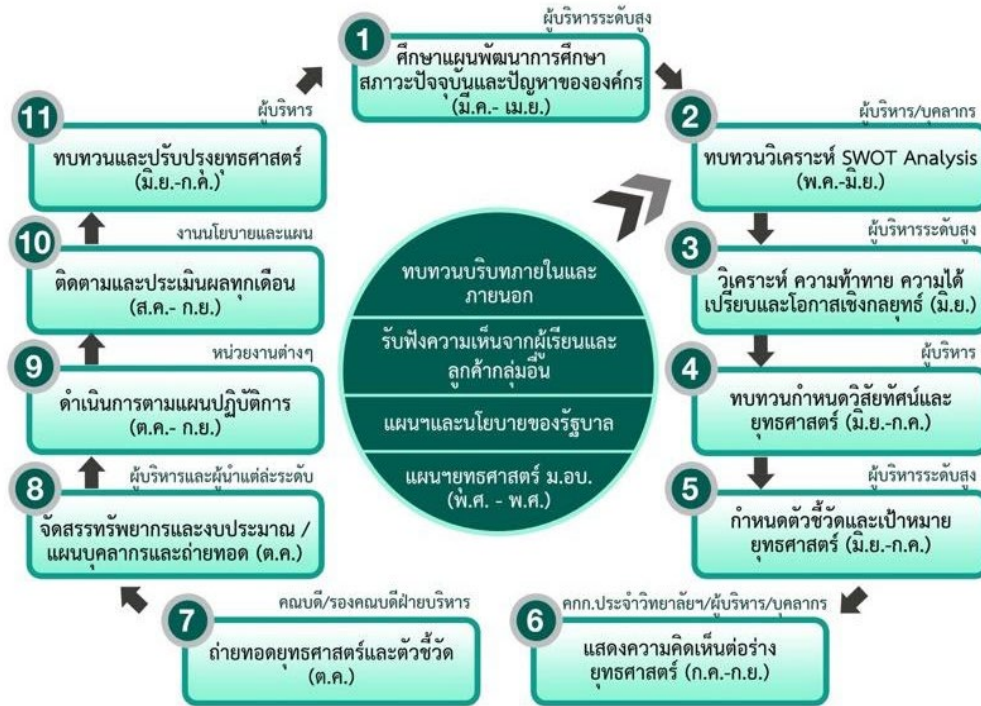 ผู้บริหารระดับสูง
1
ศึกษาแผนพัฒนาการศึกษา
สภาวะปัจจุบันและปัญหาขององค์กร
(มี.ค.- เม.ย.)
ผู้บริหาร/บุคลากร
2
ทบทวนวิเคราะห์ SWOT Analysis
(พ.ค.-มิ.ย.)
ผู้บริหารระดับสูง
3
วิเคราะห์ ความท้าทาย ความได้
เปรียบและโอกาสเชิงกลยุทธ์ (มิ.ย.)
ผู้บริหาร
4
ทบทวนกำหนดวิสัยทัศน์และ
ยุทธศาสตร์ (มิ.ย.-ก.ค.)
ผู้บริหารระดับสูง
5
กำหนดตัวชี้วัดและเป้าหมาย
ยุทธศาสตร์ (มิ.ย.-ก.ค.)
คกก.ประจำวิทยาลัยฯ/ผู้บริหาร/บุคลากร
6
แสดงความคิดเห็นต่อร่าง
ยุทธศาสตร์ (ก.ค.-ก.ย.)
คณบดี/รองคณบดีฝ่ายบริหาร
7
ถ่ายทอดยุทธศาสตร์และตัวชี้วัด
(ต.ค.)
ผู้บริหารและผู้นำแต่ละระดับ
8
จัดสรรทรัพยากรและงบประมาณ /
แผนบุคลากรและถ่ายทอด (ต.ค.)
หน่วยงานต่างๆ
9
ดำเนินการตามแผนปฏิบัติการ
(ต.ค.- ก.ย.)
งานนโยบายและแผน
10
ติดตามและประเมินผลทุกเดือน
(ส.ค.- ก.ย.)
ผู้บริหาร
11
ทบทวนและปรับปรุงยุทธศาสตร์
(มิ.ย.-ก.ค.)
ทบทวนบริบทภายในและ
ภายนอก
รับฟังความเห็นจากผู้เรียนและ
ลูกค้ากลุ่มอื่น
แผนฯและนโยบายของรัฐบาล
แผนฯยุทธศาสตร์ ม.อบ.
(พ.ศ. - พ.ศ.)